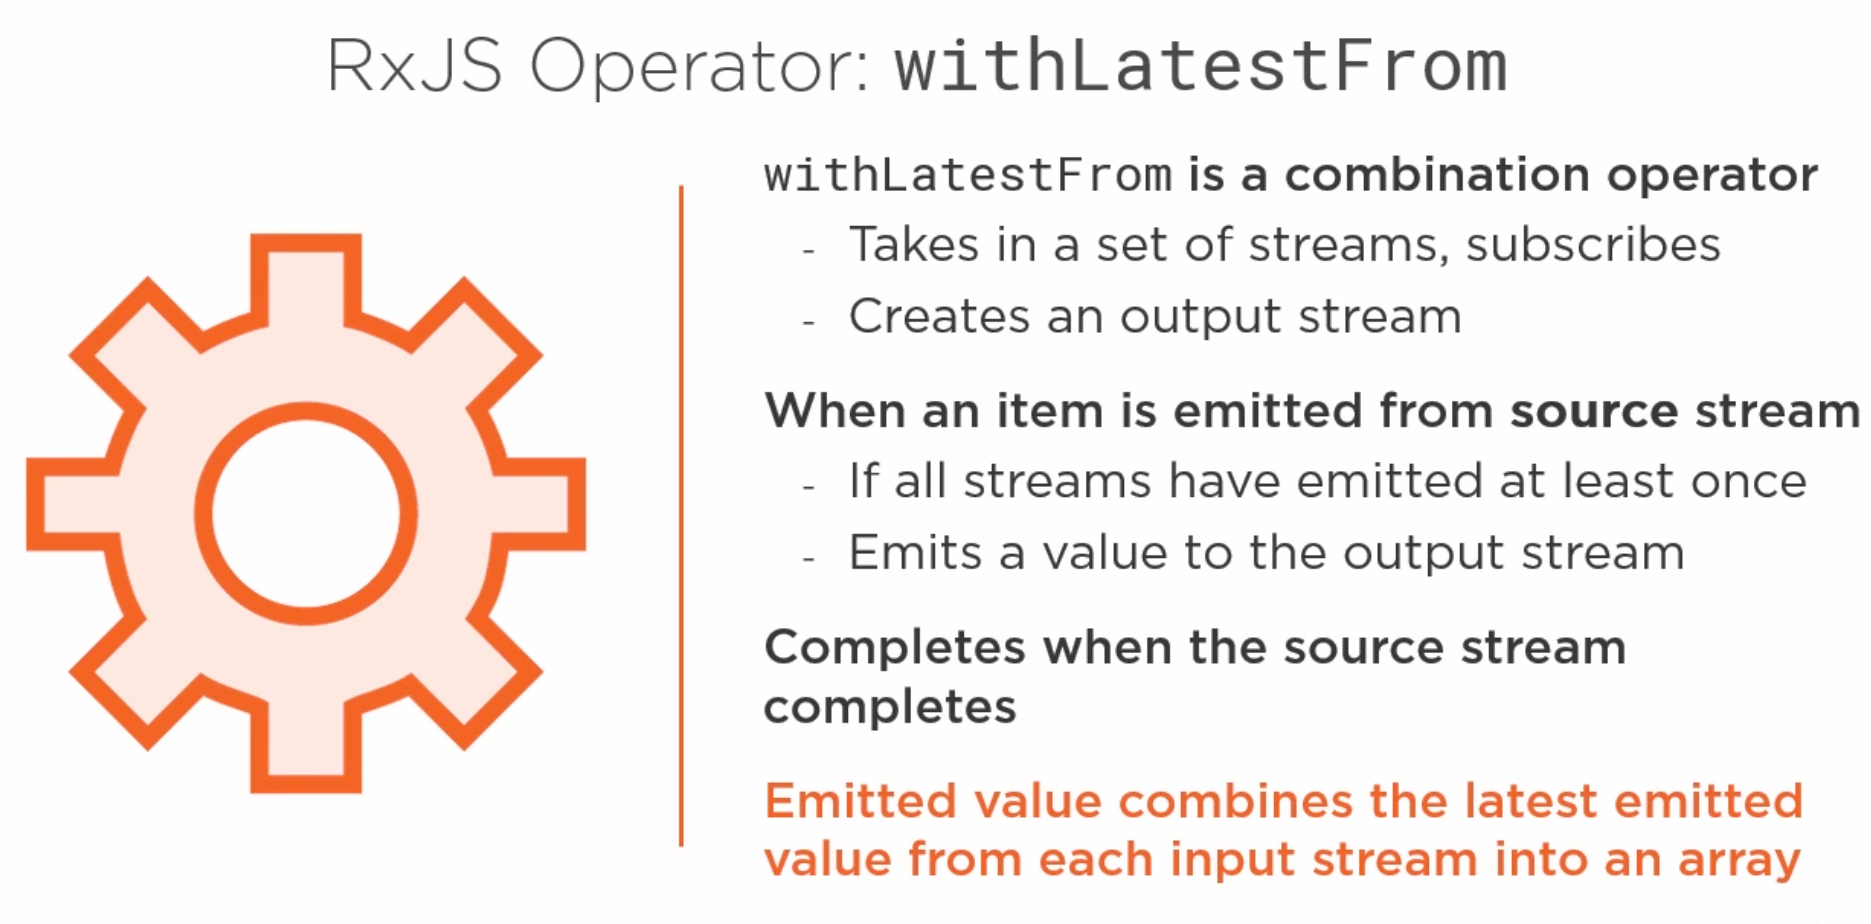 RxJS Operator: withLatestFrom
withLatestFrom is a combination operator
- Takes in a set of streams, subscribes
- Creates an output stream
When an item is emitted from source stream
- If all streams have emitted at least once
- Emits a value to the output stream
Completes when the source stream
completes
Emitted value combines the latest emitted
value from each input stream into an array